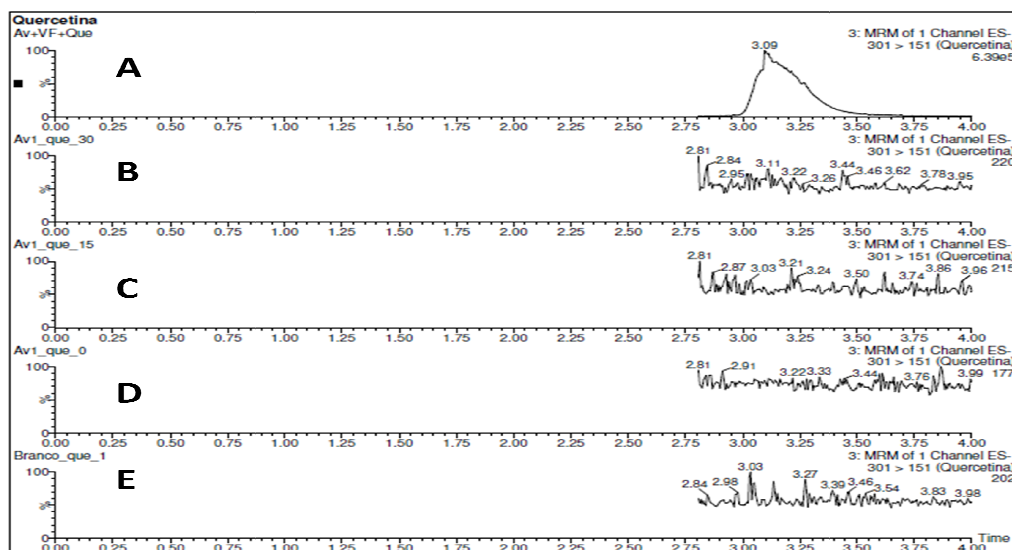 Quercetina
Av+VF+Que
3: MRM of 1 Channel ES-
301 > 151 (Quercetina)
6.39e5
A
3.09
100
%
0
0.00 0.25 0.50 0.75 1.00 1.25 1.50 1.75 2.00 2.25 2.50 2.75 3.00 3.25 3.50 3.75 4.00
Av1_que_30
3: MRM of 1 Channel ES-
301 > 151 (Quercetina)
220
B
2.81 2.84 2.95 3.11 3.22 3.26 3.44 3.46 3.62 3.78 3.95
100
%
0
0.00 0.25 0.50 0.75 1.00 1.25 1.50 1.75 2.00 2.25 2.50 2.75 3.00 3.25 3.50 3.75 4.00
Av1_que_15
3: MRM of 1 Channel ES-
301 > 151 (Quercetina)
215
C
2.81 2.87 3.03 3.21 3.24 3.50 3.74 3.86 3.96
100
%
0
0.00 0.25 0.50 0.75 1.00 1.25 1.50 1.75 2.00 2.25 2.50 2.75 3.00 3.25 3.50 3.75 4.00
Av1_que_0
3: MRM of 1 Channel ES-
301 > 151 (Quercetina)
177
D
2.81 2.91 3.22 3.33 3.44 3.76 3.99
100
%
0
0.00 0.25 0.50 0.75 1.00 1.25 1.50 1.75 2.00 2.25 2.50 2.75 3.00 3.25 3.50 3.75 4.00
Branco_que_1
3: MRM of 1 Channel ES-
301 > 151 (Quercetina)
202
E
2.84 2.98 3.03 3.27 3.39 3.46 3.54 3.83 3.98
100
%
0
Time
0.00 0.25 0.50 0.75 1.00 1.25 1.50 1.75 2.00 2.25 2.50 2.75 3.00 3.25 3.50 3.75 4.00